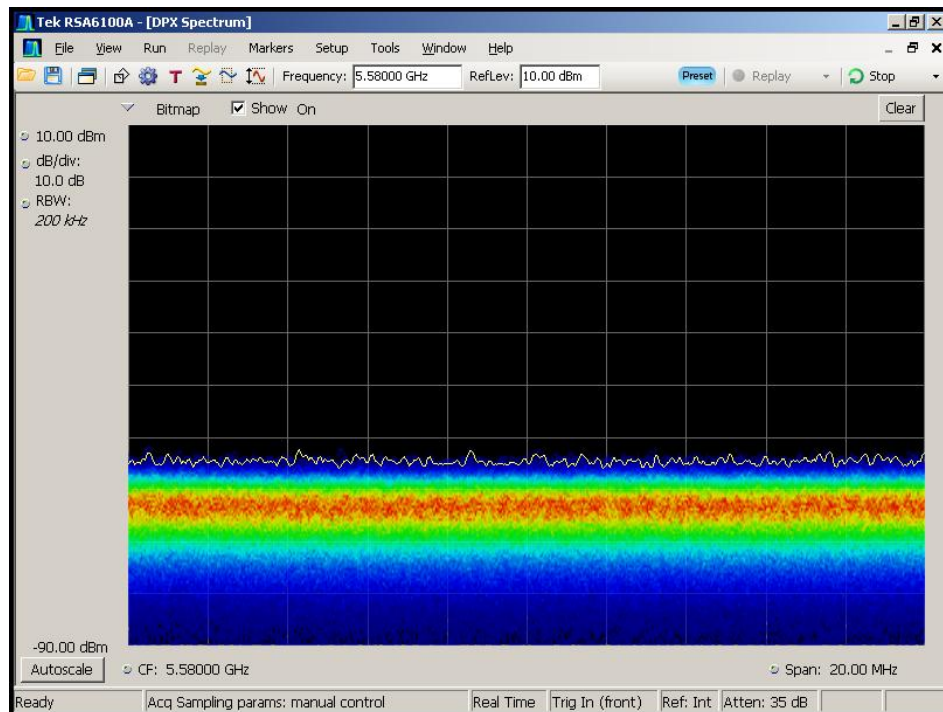 Tek RSA6100A - [DPX Spectrum]
File View Run Replay Markers Setup Tools Window Help
T Frequency: 5.58000 GHz RefLev: 10.00 dBm Preset Replay Stop
Bitmap Show On Clear
10.00 dBm
dB/div:
10.0 dB
RBW:
200 kHz
-90.00 dBm
Autoscale CF: 5.58000 GHz Span: 20.00 MHz
Ready Acq Sampling params: manual control Real Time Trig In (front) Ref: Int Atten: 35 dB